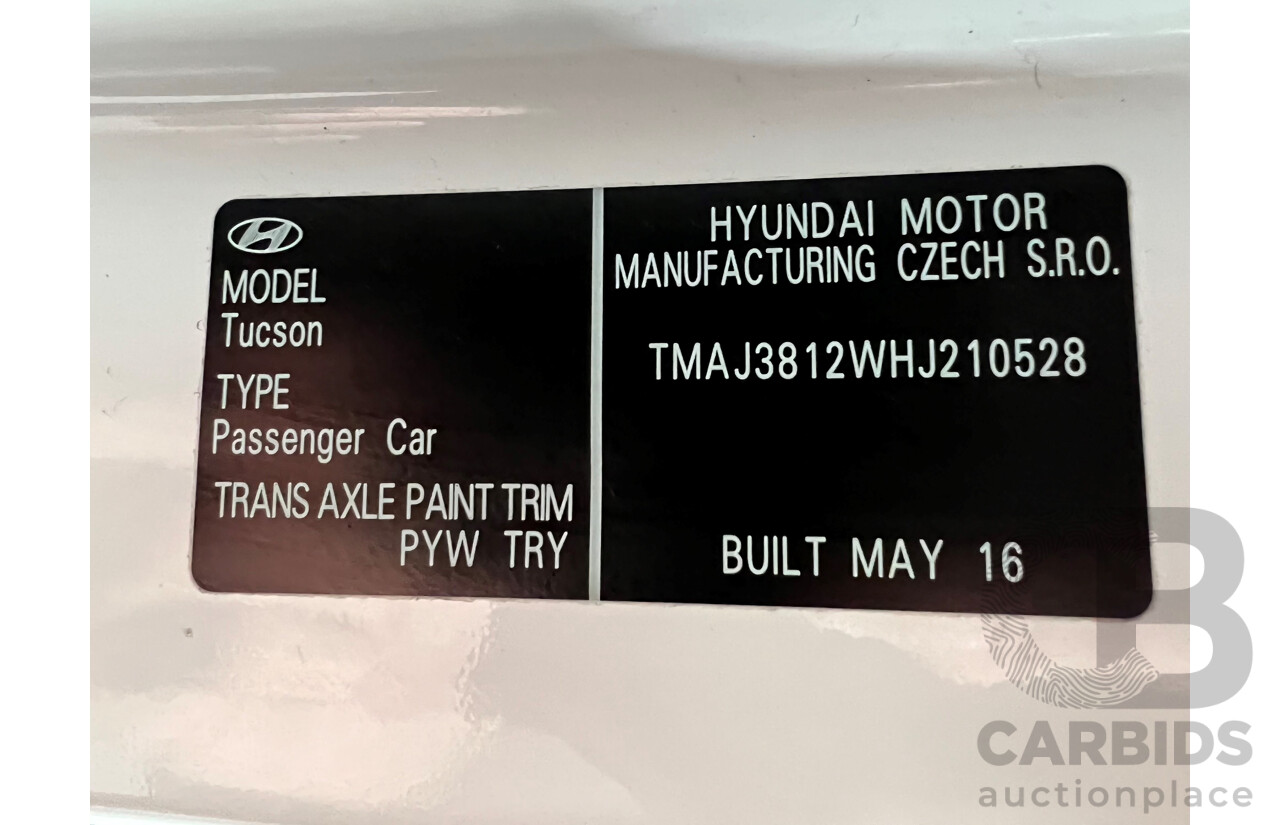 MODEL
Tucson
TYPE
Passenger Car
TRANS AXLE PAINT TRIM
PYW TRY
HYUNDAI MOTOR
MANUFACTURING CZECH S.R.O.
TMAJ3812WHJ210528
BUILT MAY 16
CARBIDS
auctionplace